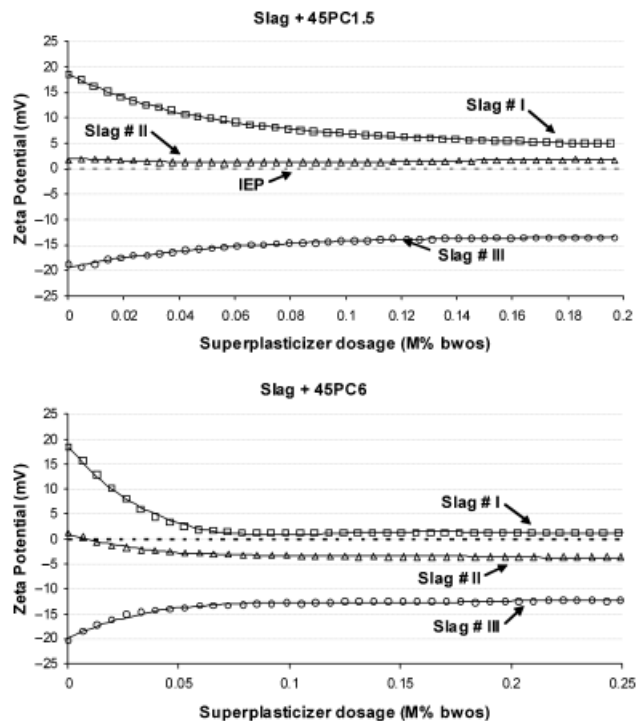 Slag + 45PC1.5
Zeta Potential (mV)
25
20
15
10
5
0
−5
−10
−15
−20
−25
Slag # I
Slag # II
IEP
Slag # III
0 0.02 0.04 0.06 0.08 0.1 0.12 0.14 0.16 0.18 0.2
Superplasticizer dosage (M% bwos)
Slag + 45PC6
Zeta Potential (mV)
25
20
15
10
5
0
−5
−10
−15
−20
−25
Slag # I
Slag # II
Slag # III
0 0.05 0.1 0.15 0.2 0.25
Superplasticizer dosage (M% bwos)